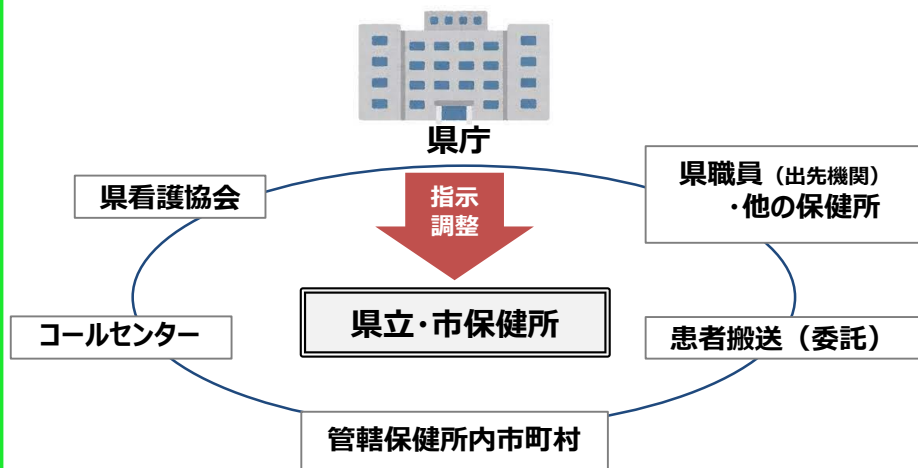 県庁
県看護協会
指示
調整
県職員（出先機関）
・他の保健所
コールセンター
県立・市保健所
患者搬送（委託）
管轄保健所内市町村